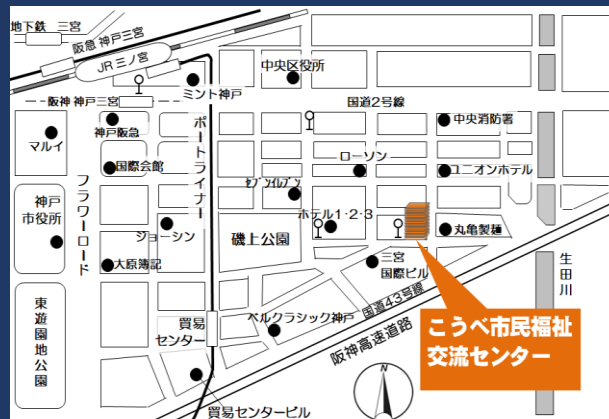 地下鉄 三宮
阪急 神戸三宮
JR 三ノ宮
中央区役所
ミント神戸
阪神 神戸三宮
国道2号線
マルイ
神戸阪急
ポートライナー
中央消防署
国際会館
ローソン
ユニオンホテル
フラワーロード
セブンイレブン
神戸
市役所
ジョーシン
磯上公園
ホテル1-2-3
丸亀製麺
大原簿記
三宮
国際ビル
生田川
東遊園地公園
貿易
センター
ベルクラシック神戸
国道43号線
阪神高速道路
こうべ市民福祉
交流センター
N
貿易センタービル